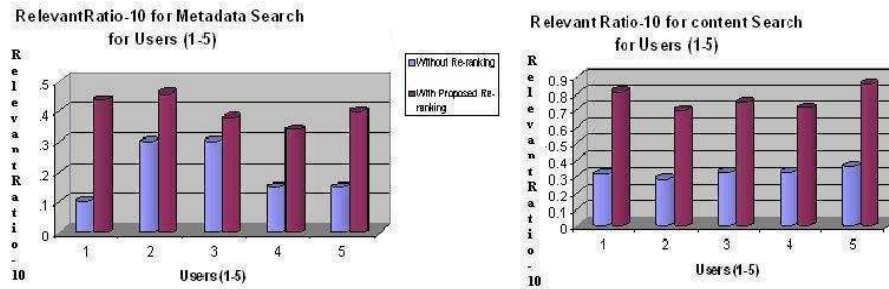 RelevantRatio-10 for Metadata Search
for Users (1-5)
RelevantRatio-10
.5
.4
.3
.2
.1
0
1 2 3 4 5
Users (1-5)
Without Re-ranking
With Proposed Re-
ranking
Relevant Ratio-10 for content Search
for Users (1-5)
RelevantRatio-10
0.9
0.8
0.7
0.6
0.5
0.4
0.3
0.2
0.1
0
1 2 3 4 5
Users (1-5)